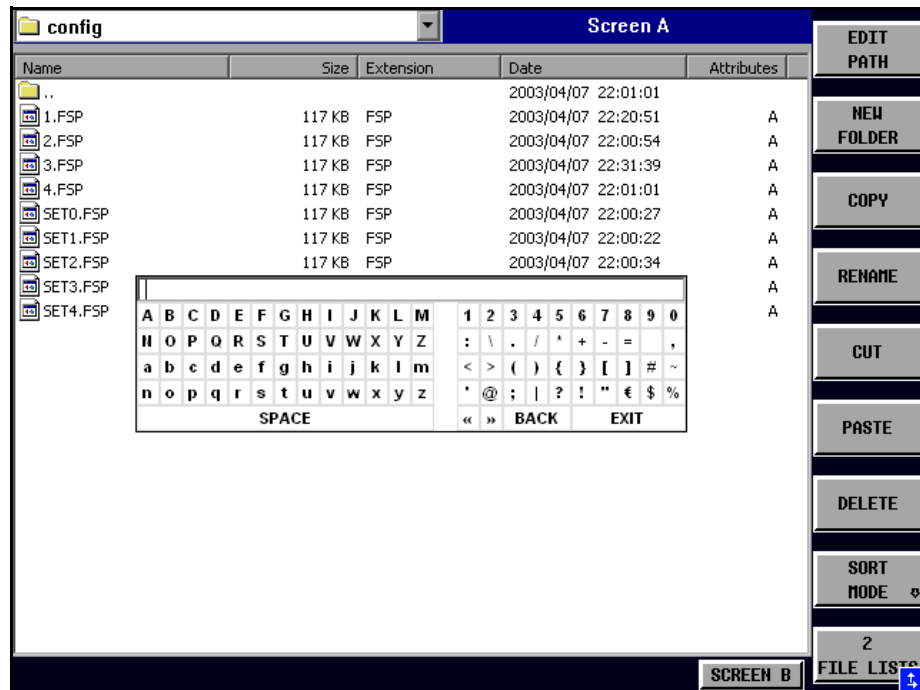 config
Screen A
Name Size Extension Date Attributes
.. 2003/04/07 22:01:01
1.FSP 117 KB FSP 2003/04/07 22:20:51 A
2.FSP 117 KB FSP 2003/04/07 22:00:54 A
3.FSP 117 KB FSP 2003/04/07 22:31:39 A
4.FSP 117 KB FSP 2003/04/07 22:01:01 A
SET0.FSP 117 KB FSP 2003/04/07 22:00:27 A
SET1.FSP 117 KB FSP 2003/04/07 22:00:22 A
SET2.FSP 117 KB FSP 2003/04/07 22:00:34 A
SET3.FSP A
SET4.FSP A
A B C D E F G H I J K L M 1 2 3 4 5 6 7 8 9 0
N O P Q R S T U V W X Y Z : \ . / * + - = ,
a b c d e f g h i j k l m < > ( ) { } [ ] # ~
n o p q r s t u v w x y z ' @ ; | ? ! " € $ %
SPACE « » BACK EXIT
EDIT
PATH
NEW
FOLDER
COPY
RENAME
CUT
PASTE
DELETE
SORT
MODE
2
FILE LISTS
SCREEN B